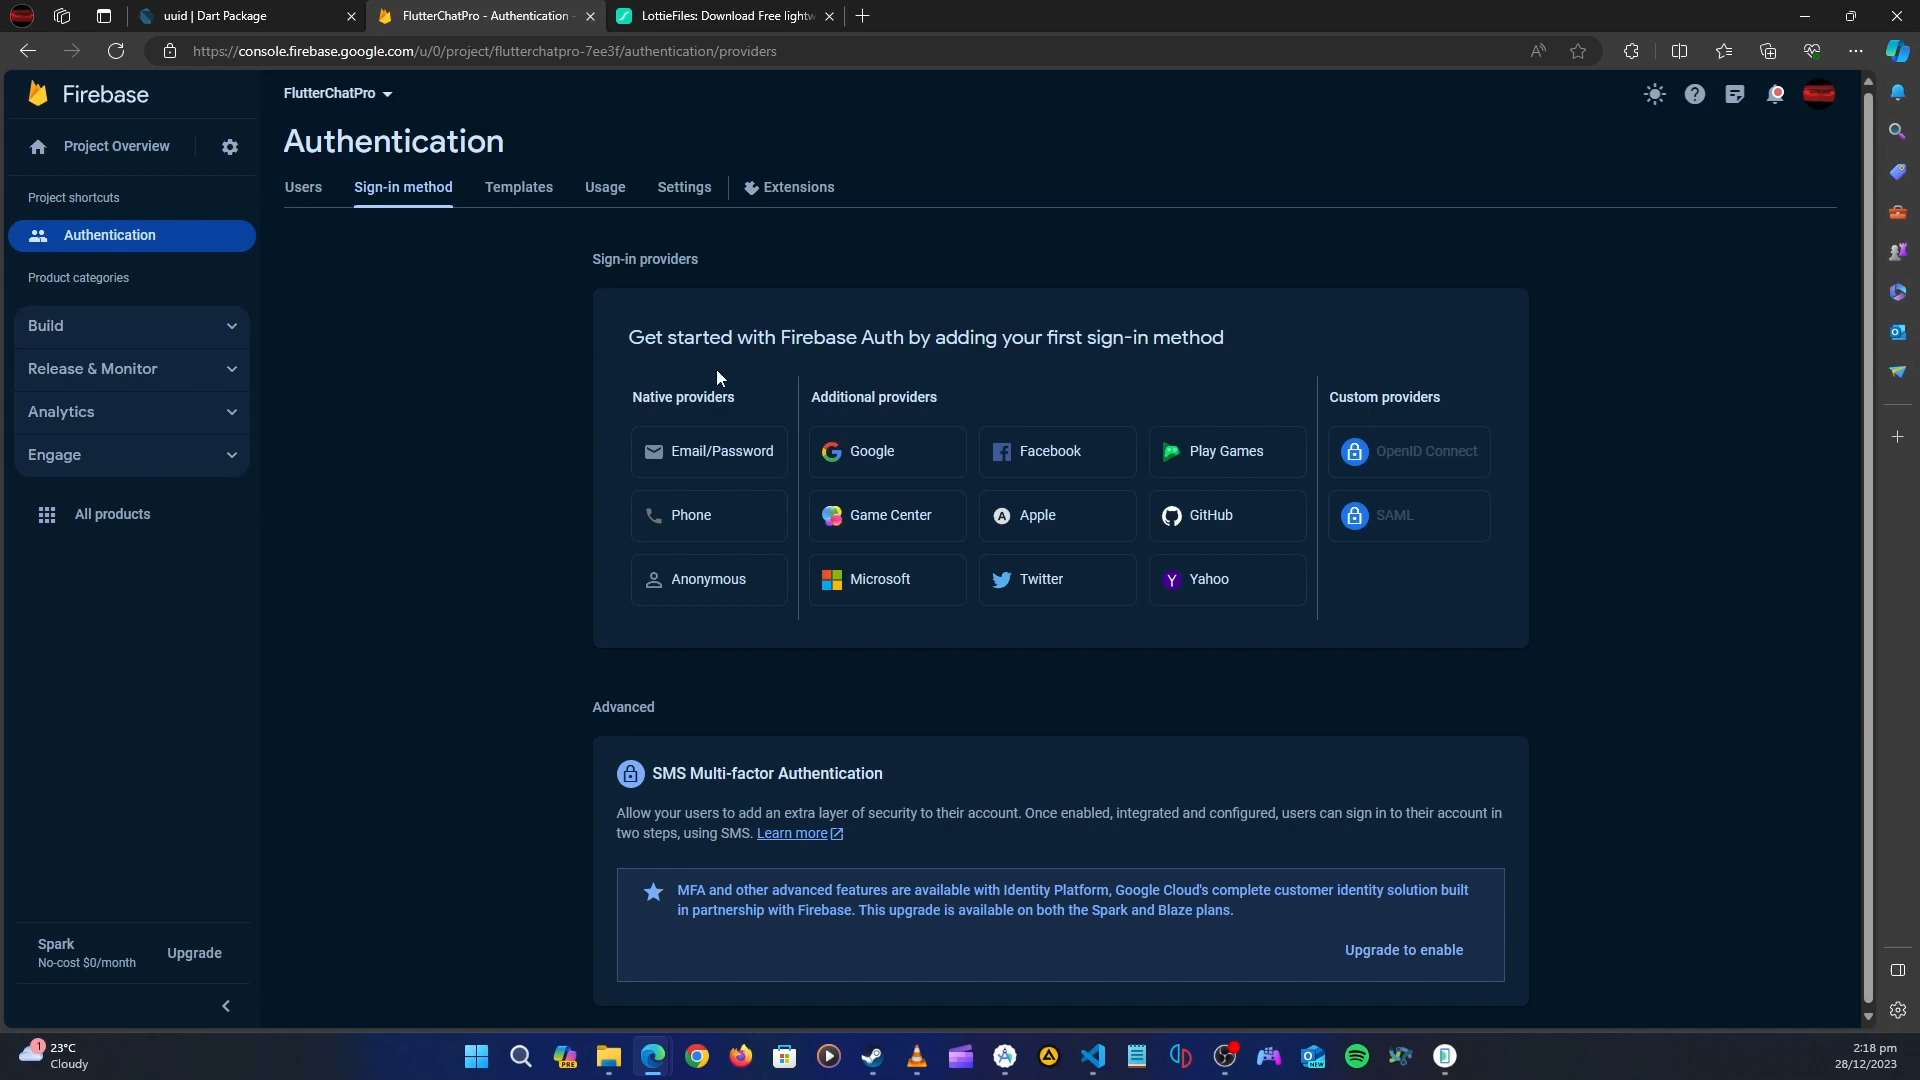 uuid | Dart Package
FlutterChatPro - Authentication -
LottieFiles: Download Free lightw
https://console.firebase.google.com/u/0/project/flutterchatpro-7ee3f/authentication/providers
Firebase
FlutterChatPro
Project Overview
Authentication
Users
Sign-in method
Templates
Usage
Settings
Extensions
Project shortcuts
Authentication
Product categories
Build
Release & Monitor
Analytics
Engage
All products
Sign-in providers
Get started with Firebase Auth by adding your first sign-in method
Native providers
Additional providers
Custom providers
Email/Password
Google
Facebook
Play Games
OpenID Connect
Phone
Game Center
Apple
GitHub
SAML
Anonymous
Microsoft
Twitter
Yahoo
Advanced
SMS Multi-factor Authentication
Allow your users to add an extra layer of security to their account. Once enabled, integrated and configured, users can sign in to their account in
two steps, using SMS. Learn more
MFA and other advanced features are available with Identity Platform, Google Cloud's complete customer identity solution built
in partnership with Firebase. This upgrade is available on both the Spark and Blaze plans.
Upgrade to enable
Spark
No-cost $0/month
Upgrade
1
23°C
Cloudy
PRE
NEW
2:18 pm
28/12/2023